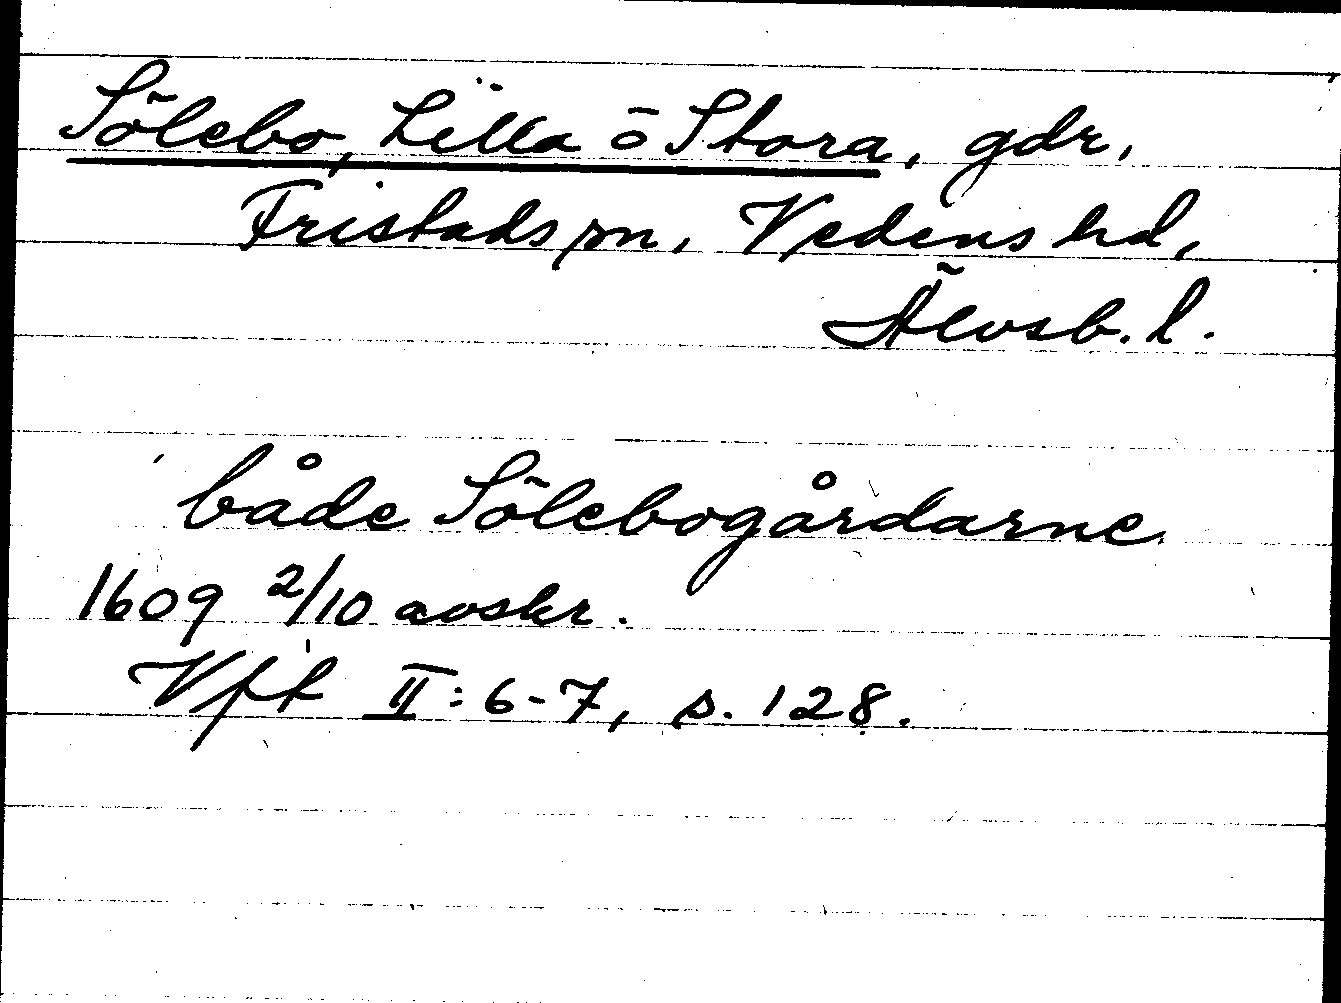 Sölebo, Lilla o Stora, gdr,
Fristads sn, Vedens hd,
Älvsb. l.
både Sölebogårdarne
1609 2/10 avskr.
Vft II: 6-7, s. 128.